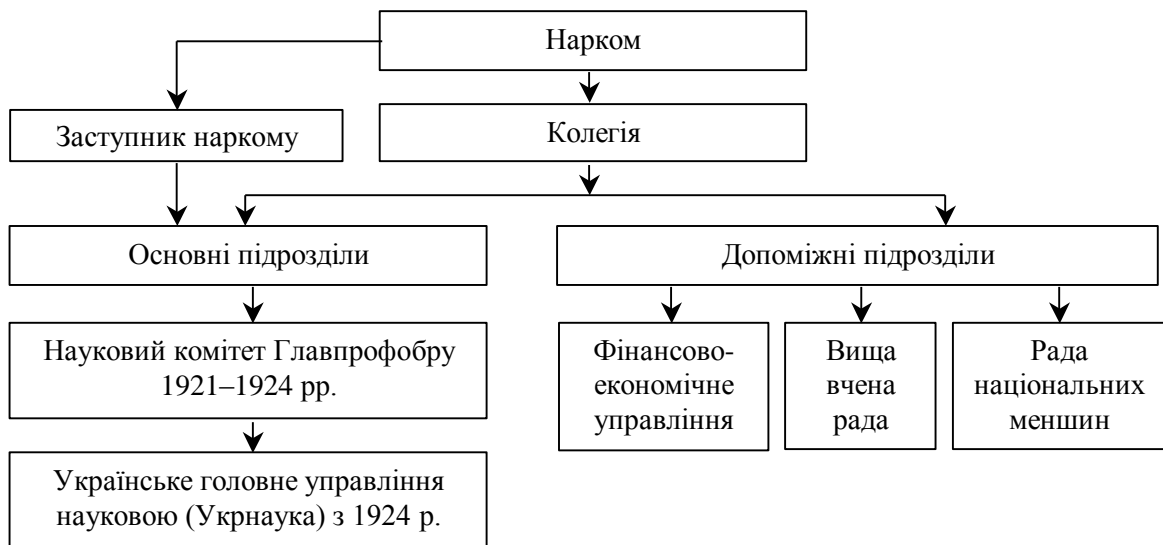 Нарком
Заступник наркому
Колегія
Основні підрозділи
Допоміжні підрозділи
Науковий комітет Главпрофобру
1921–1924 рр.
Фінансово-
економічне
управління
Вища
вчена
рада
Рада
національних
меншин
Українське головне управління
науковою (Укрнаука) з 1924 р.